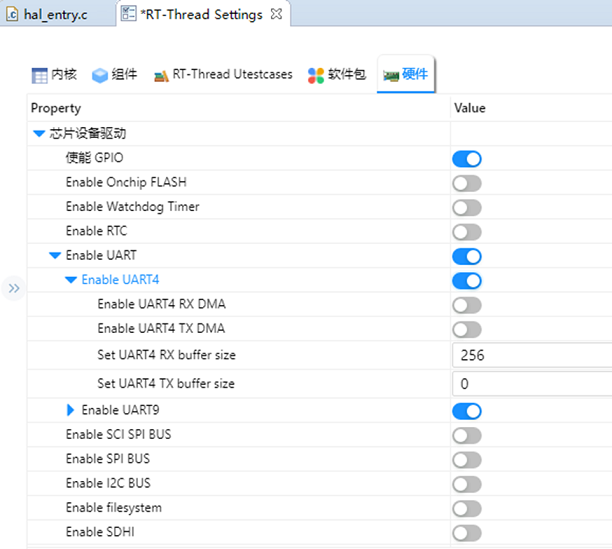 hal_entry.c *RT-Thread Settings
内核 组件 RT-Thread Utestcases 软件包 硬件
Property Value
芯片设备驱动
使能 GPIO
Enable Onchip FLASH
Enable Watchdog Timer
Enable RTC
Enable UART
Enable UART4
Enable UART4 RX DMA
Enable UART4 TX DMA
Set UART4 RX buffer size 256
Set UART4 TX buffer size 0
Enable UART9
Enable SCI SPI BUS
Enable SPI BUS
Enable I2C BUS
Enable filesystem
Enable SDHI